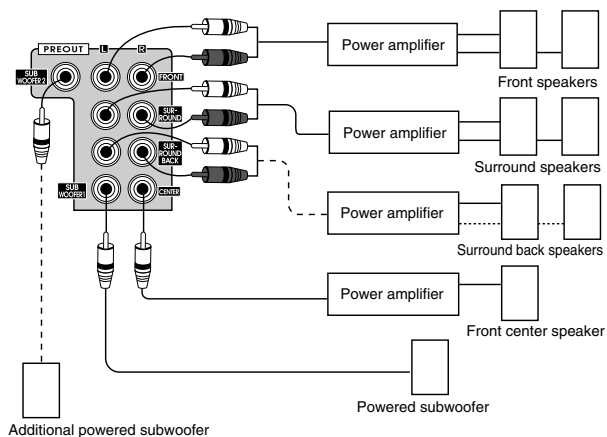 PREOUT L R
SUB
WOOFER 2
FRONT
SUR-
ROUND
SUR-
ROUND
BACK
SUB
WOOFER1
CENTER
Power amplifier
Front speakers
Power amplifier
Surround speakers
Power amplifier
Surround back speakers
Power amplifier
Front center speaker
Powered subwoofer
Additional powered subwoofer